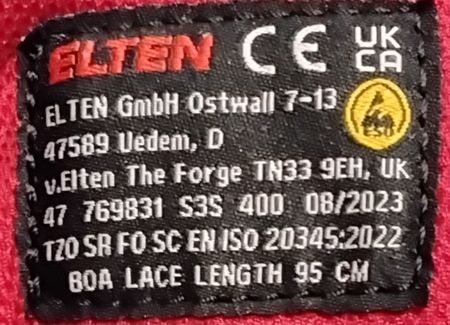 ELTEN CE UK CA
ELTEN GmbH Ostwall 7-13
ESD
47589 Uedem, D
v.Elten The Forge TN33 9EH, UK
47 769831 S3S 400 08/2023
1ZO SR FO SC EN ISO 20345:2022
BOA LACE LENGTH 95 CM